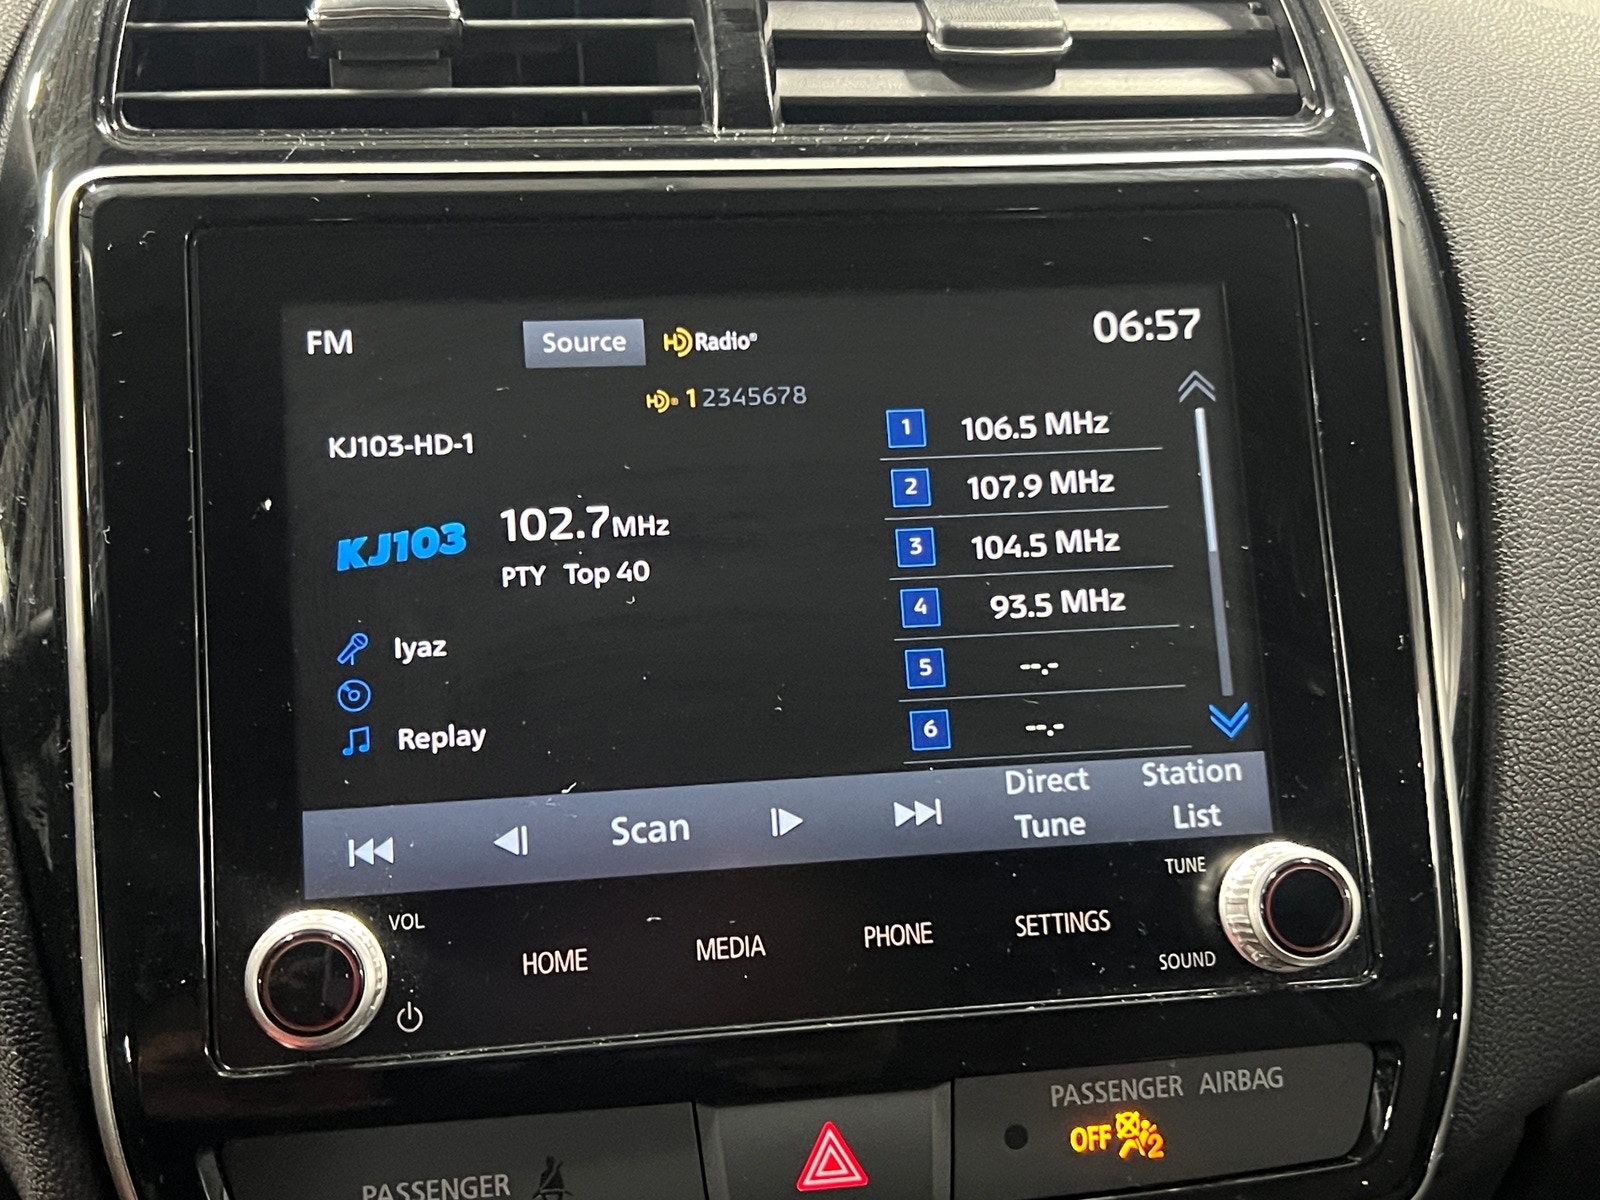 FM
Source
HD Radio®
06:57
HD® 12345678
KJ103-HD-1
KJ103
102.7MHz
PTY Top 40
Iyaz
Replay
1 106.5 MHz
2 107.9 MHz
3 104.5 MHz
4 93.5 MHz
5 --.-
6 --.-
Scan
Direct
Tune
Station
List
VOL
HOME
MEDIA
PHONE
SETTINGS
TUNE
SOUND
PASSENGER AIRBAG
OFF 2
PASSENGER